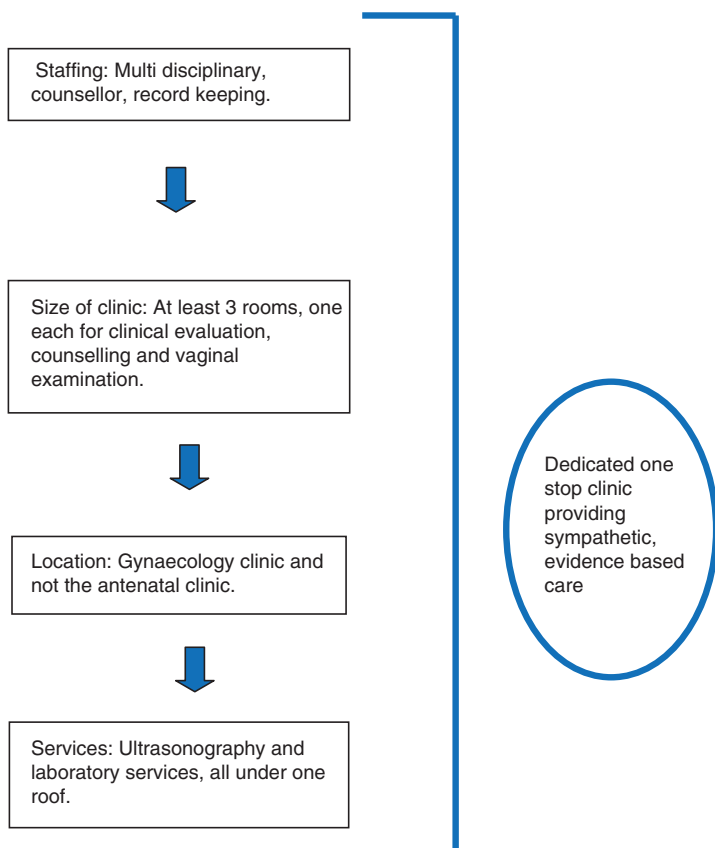 Staffing: Multi disciplinary,
counsellor, record keeping.
Size of clinic: At least 3 rooms, one
each for clinical evaluation,
counselling and vaginal
examination.
Location: Gynaecology clinic and
not the antenatal clinic.
Services: Ultrasonography and
laboratory services, all under one
roof.
Dedicated one
stop clinic
providing
sympathetic,
evidence based
care